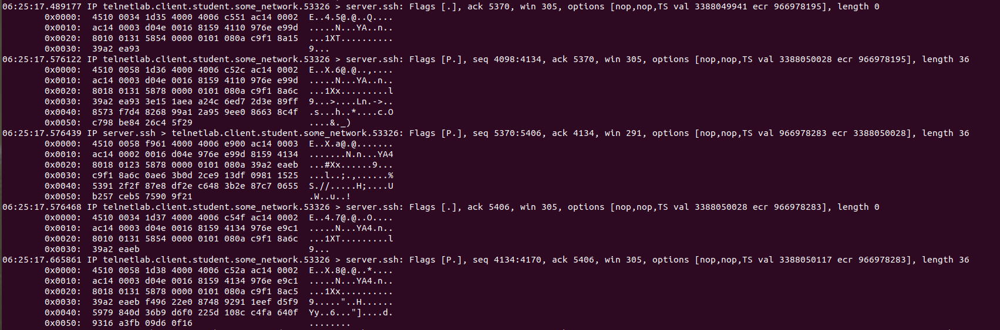 06:25:17.489177 IP telnetlab.client.student.some_network.53326 > server.ssh: Flags [.], ack 5370, win 305, options [nop,nop,TS val 3388049941 ecr 966978195], length 0
0x0000:  4510 0034 1d35 4000 4006 c551 ac14 0002  E..4.5@.@..Q....
0x0010:  ac14 0003 d04e 0016 8159 4110 976e e99d  .....N...YA..n..
0x0020:  8010 0131 5854 0000 0101 080a c9f1 8a15  ...1XT..........
0x0030:  39a2 ea93                                9...
06:25:17.576122 IP telnetlab.client.student.some_network.53326 > server.ssh: Flags [P.], seq 4098:4134, ack 5370, win 305, options [nop,nop,TS val 3388050028 ecr 966978195], length 36
0x0000:  4510 0058 1d36 4000 4006 c52c ac14 0002  E..X.6@.@..,....
0x0010:  ac14 0003 d04e 0016 8159 4110 976e e99d  .....N...YA..n..
0x0020:  8018 0131 5878 0000 0101 080a c9f1 8a6c  ...1Xx.........l
0x0030:  39a2 ea93 3e15 1aea a24c 6ed7 2d3e 89ff  9...>....Ln.->..
0x0040:  8573 f7d4 8268 99a1 2a95 9ee0 8663 8c4f  .s...h..*....c.O
0x0050:  c798 be84 26c4 5f29                      ....&._)
06:25:17.576439 IP server.ssh > telnetlab.client.student.some_network.53326: Flags [P.], seq 5370:5406, ack 4134, win 291, options [nop,nop,TS val 966978283 ecr 3388050028], length 36
0x0000:  4510 0058 f961 4000 4006 e900 ac14 0003  E..X.a@.@.......
0x0010:  ac14 0002 0016 d04e 976e e99d 8159 4134  .......N.n...YA4
0x0020:  8018 0123 5878 0000 0101 080a 39a2 eaeb  ...#Xx......9...
0x0030:  c9f1 8a6c 0ae6 3b0d 2ce9 13df 0981 1525  ...l..;.,......%
0x0040:  5391 2f2f 87e8 df2e c648 3b2e 87c7 0655  S.//.....H;....U
0x0050:  b257 ceb5 7590 9f21                      .W..u..!
06:25:17.576468 IP telnetlab.client.student.some_network.53326 > server.ssh: Flags [.], ack 5406, win 305, options [nop,nop,TS val 3388050028 ecr 966978283], length 0
0x0000:  4510 0034 1d37 4000 4006 c54f ac14 0002  E..4.7@.@..O....
0x0010:  ac14 0003 d04e 0016 8159 4134 976e e9c1  .....N...YA4.n..
0x0020:  8010 0131 5854 0000 0101 080a c9f1 8a6c  ...1XT.........l
0x0030:  39a2 eaeb                                9...
06:25:17.665861 IP telnetlab.client.student.some_network.53326 > server.ssh: Flags [P.], seq 4134:4170, ack 5406, win 305, options [nop,nop,TS val 3388050117 ecr 966978283], length 36
0x0000:  4510 0058 1d38 4000 4006 c52a ac14 0002  E..X.8@.@..*....
0x0010:  ac14 0003 d04e 0016 8159 4134 976e e9c1  .....N...YA4.n..
0x0020:  8018 0131 5878 0000 0101 080a c9f1 8ac5  ...1Xx..........
0x0030:  39a2 eaeb f496 22e0 8748 9291 1eef d5f9  9....."..H......
0x0040:  5979 840d 36b9 d6f0 225d 108c c4fa 640f  Yy..6..."]....d.
0x0050:  9316 a3fb 09d6 0f16                      ........